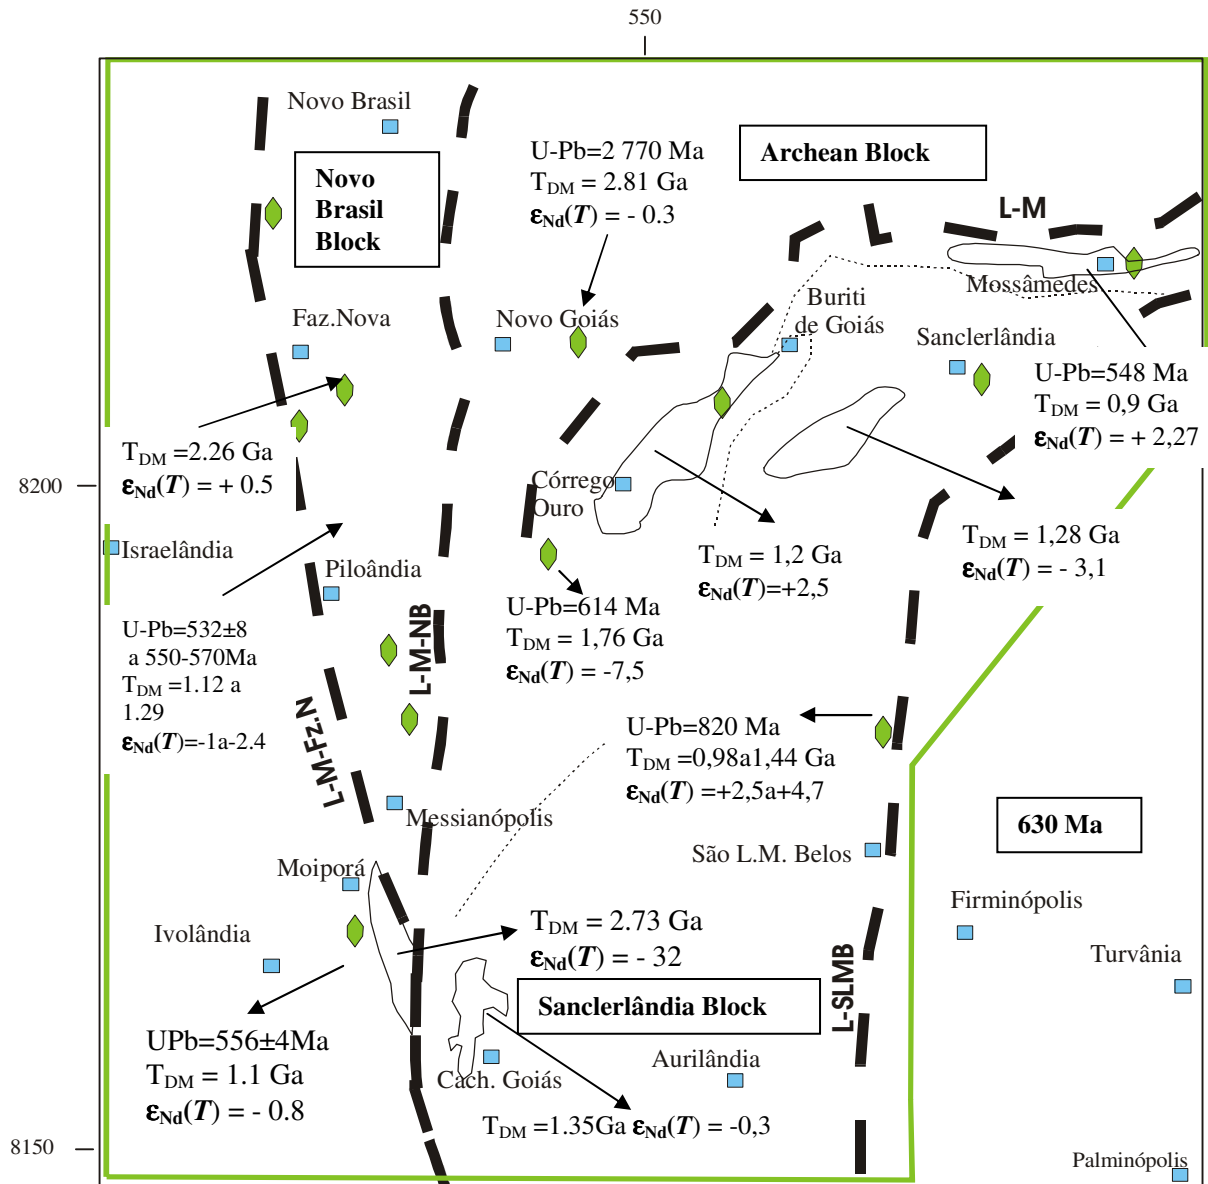 550
Novo Brasil
Novo
Brasil
Block
U-Pb=2 770 Ma
TDM = 2.81 Ga
εNd(T) = - 0.3
Archean Block
L-M
Mossâmedes
Buriti
de Goiás
Sanclerlândia
Faz.Nova
Novo Goiás
U-Pb=548 Ma
TDM = 0,9 Ga
εNd(T) = + 2,27
TDM =2.26 Ga
εNd(T) = + 0.5
8200
Córrego
Ouro
Israelândia
Piloândia
TDM = 1,2 Ga
εNd(T)=+2,5
TDM = 1,28 Ga
εNd(T) = - 3,1
U-Pb=614 Ma
TDM = 1,76 Ga
εNd(T) = -7,5
U-Pb=532±8
a 550-570Ma
TDM =1.12 a
1.29
εNd(T)=-1a-2.4
L-M-NB
L-M-Fz.N
U-Pb=820 Ma
TDM =0,98a1,44 Ga
εNd(T) =+2,5a+4,7
Messianópolis
630 Ma
São L.M. Belos
Moiporá
Firminópolis
Ivolândia
TDM = 2.73 Ga
εNd(T) = - 32
Turvânia
Sanclerlândia Block
L-SLMB
UPb=556±4Ma
TDM = 1.1 Ga
εNd(T) = - 0.8
Cach. Goiás
Aurilândia
TDM =1.35Ga εNd(T) = -0,3
8150
Palminópolis